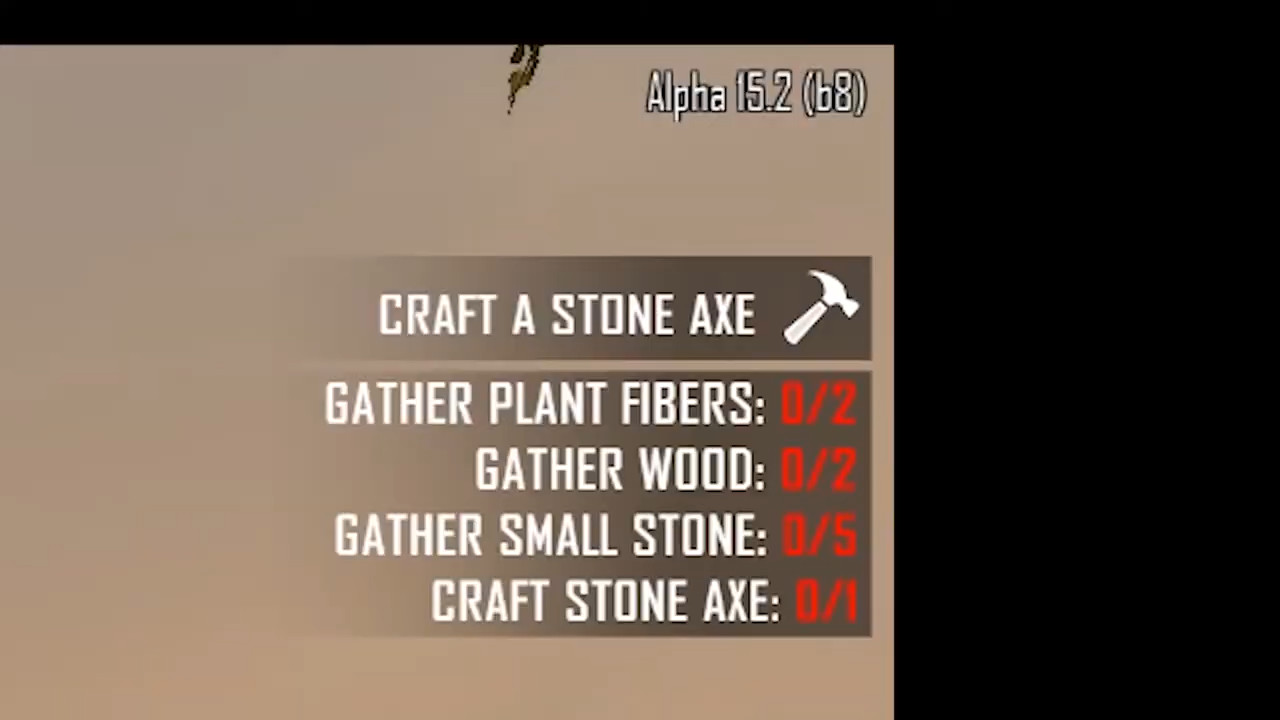 Alpha 15.2 (b8)
CRAFT A STONE AXE
GATHER PLANT FIBERS: 0/2
GATHER WOOD: 0/2
GATHER SMALL STONE: 0/5
CRAFT STONE AXE: 0/1